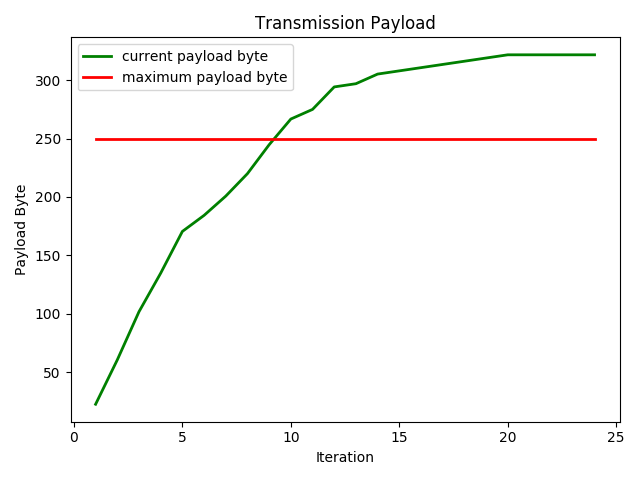 Transmission Payload
current payload byte
maximum payload byte
Payload Byte
300
250
200
150
100
50
0 5 10 15 20 25
Iteration